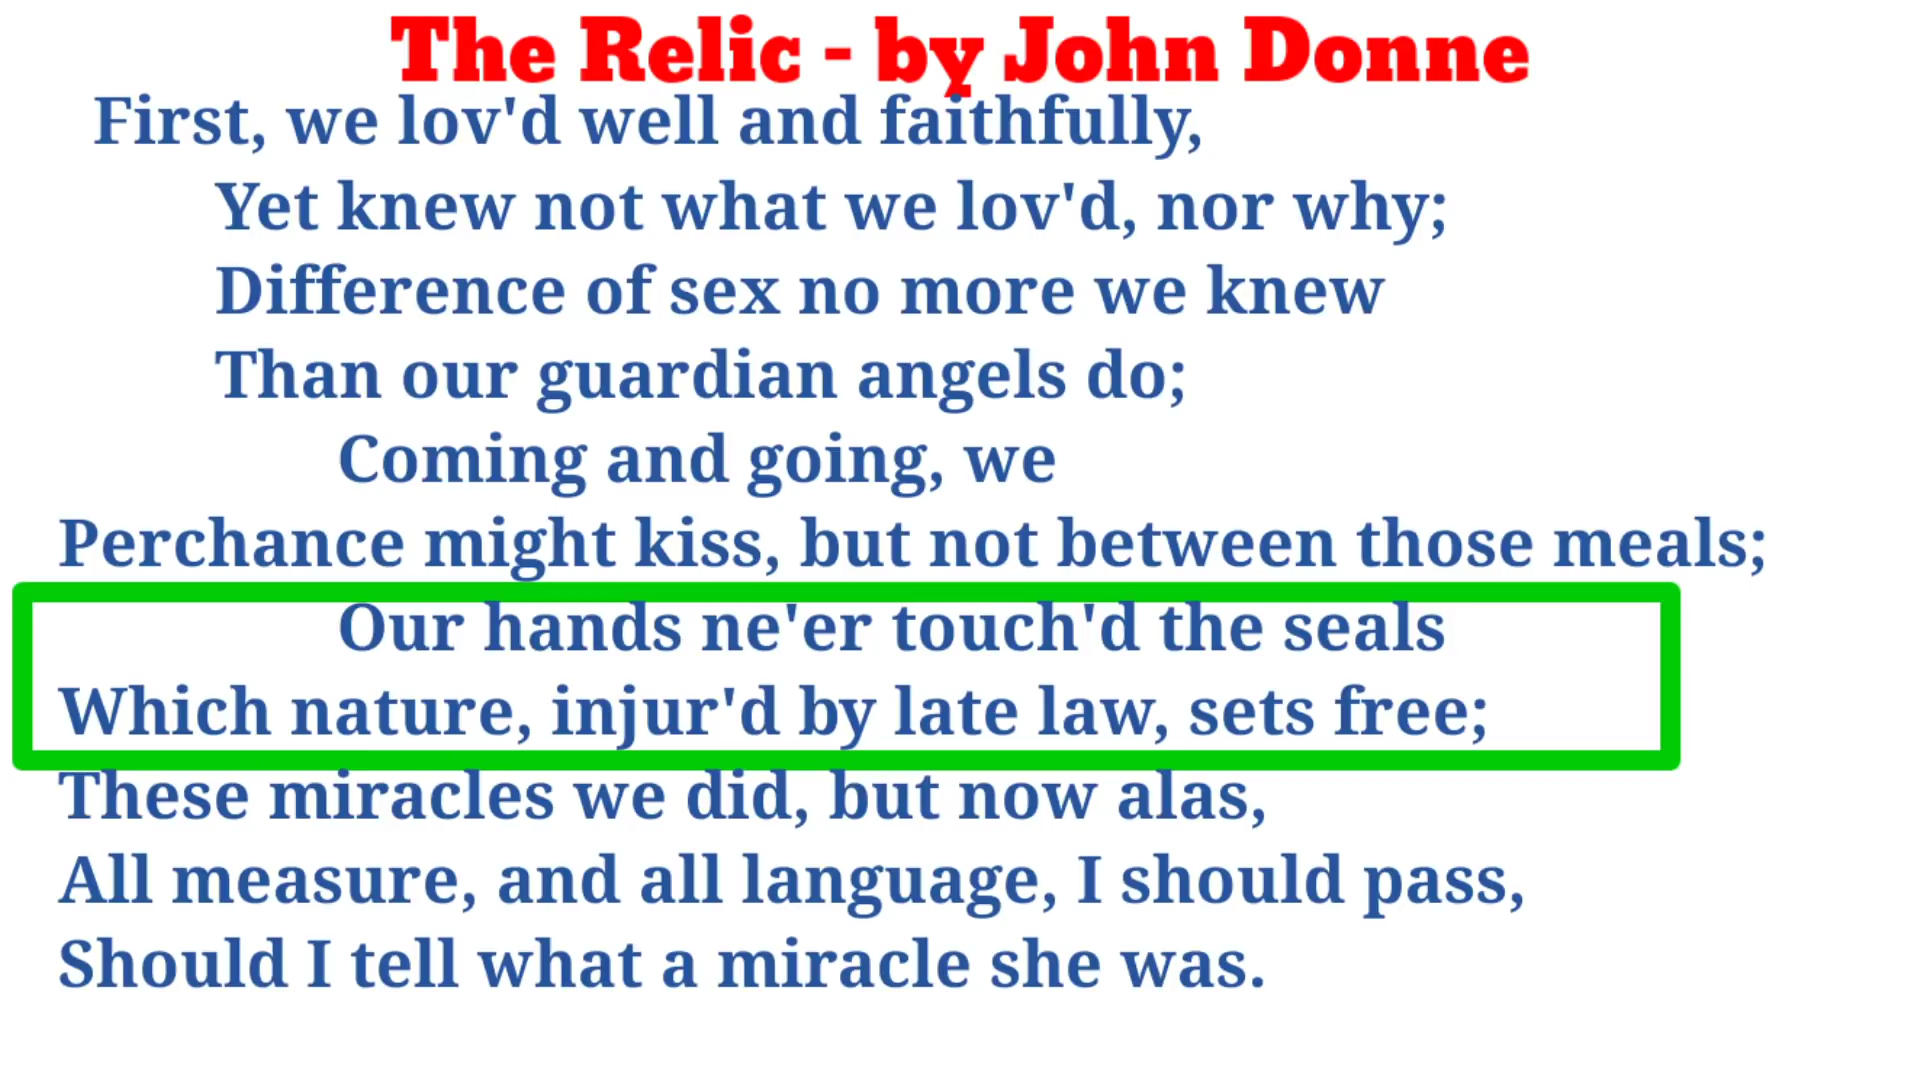 The Relic - by John Donne
First, we lov'd well and faithfully,
Yet knew not what we lov'd, nor why;
Difference of sex no more we knew
Than our guardian angels do;
Coming and going, we
Perchance might kiss, but not between those meals;
Our hands ne'er touch'd the seals
Which nature, injur'd by late law, sets free;
These miracles we did, but now alas,
All measure, and all language, I should pass,
Should I tell what a miracle she was.